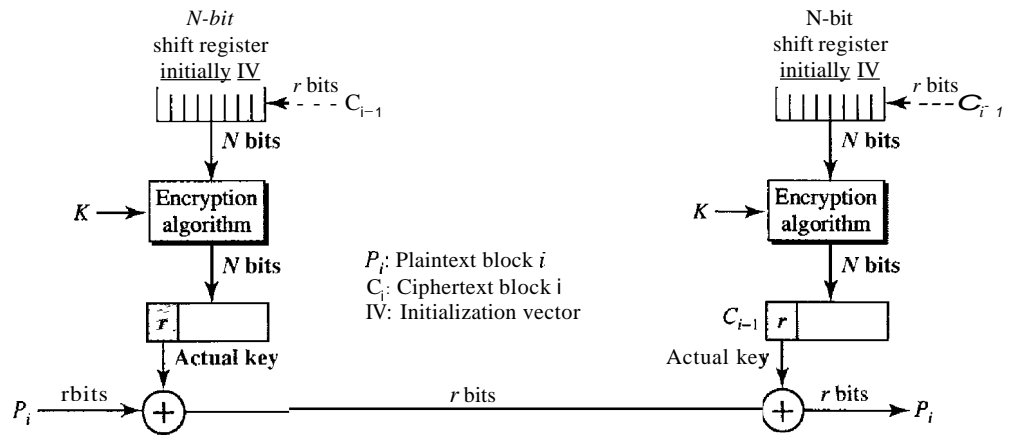 N-bit
shift register
initially IV
r bits
C_{i-1}
N bits
Encryption
algorithm
K
N bits
r
Actual key
rbits
P_i
N-bit
shift register
initially IV
r bits
C_{i-1}
N bits
Encryption
algorithm
K
N bits
C_{i-1}
r
Actual key
r bits
P_i
P_i: Plaintext block i
C_i: Ciphertext block i
IV: Initialization vector
r bits